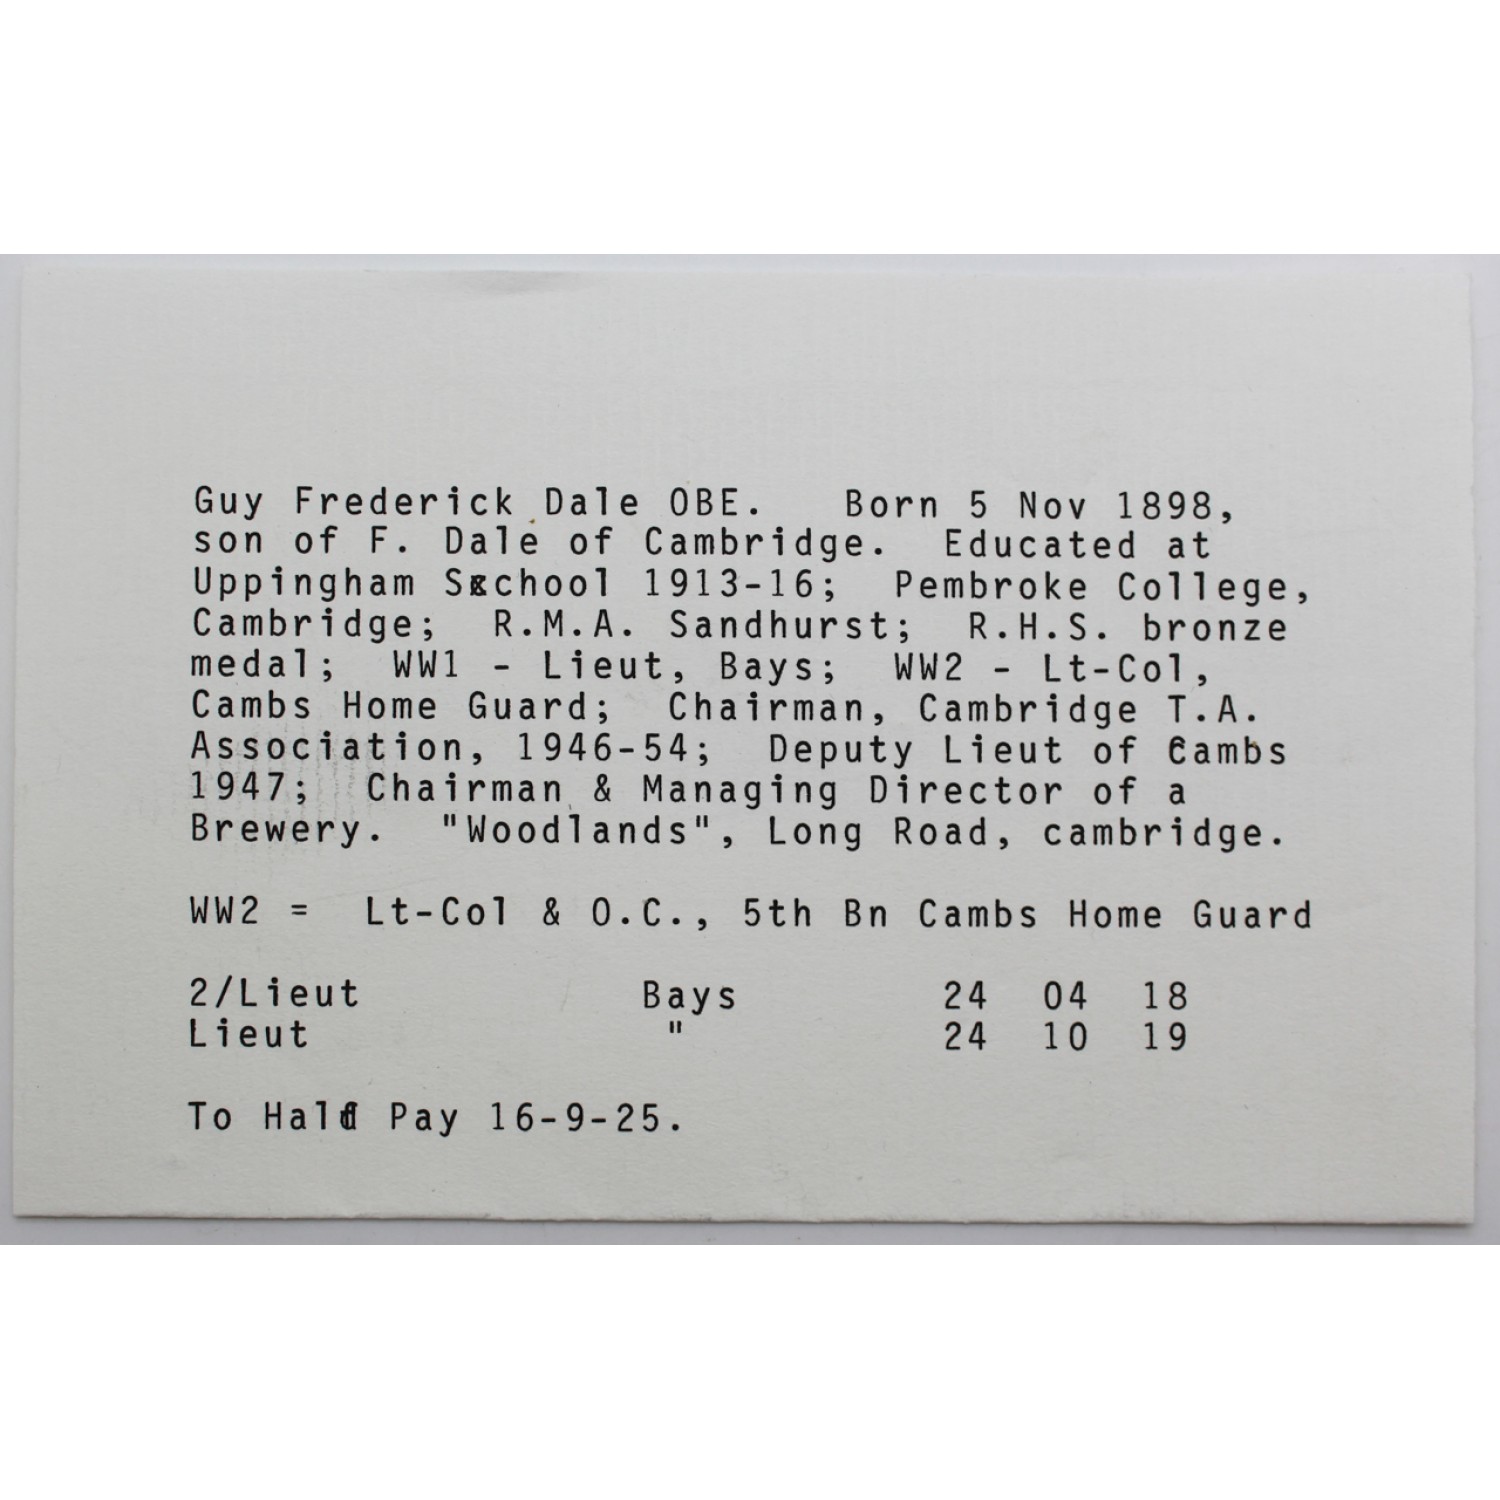 Guy Frederick Dale OBE. Born 5 Nov 1898,
son of F. Dale of Cambridge. Educated at
Uppingham School 1913-16; Pembroke College,
Cambridge; R.M.A. Sandhurst; R.H.S. bronze
medal; WW1 - Lieut, Bays; WW2 - Lt-Col,
Cambs Home Guard; Chairman, Cambridge T.A.
Association, 1946-54; Deputy Lieut of Cambs
1947; Chairman & Managing Director of a
Brewery. "Woodlands", Long Road, cambridge.
WW2 = Lt-Col & O.C., 5th Bn Cambs Home Guard
2/Lieut Bays 24 04 18
Lieut " 24 10 19
To Half Pay 16-9-25.